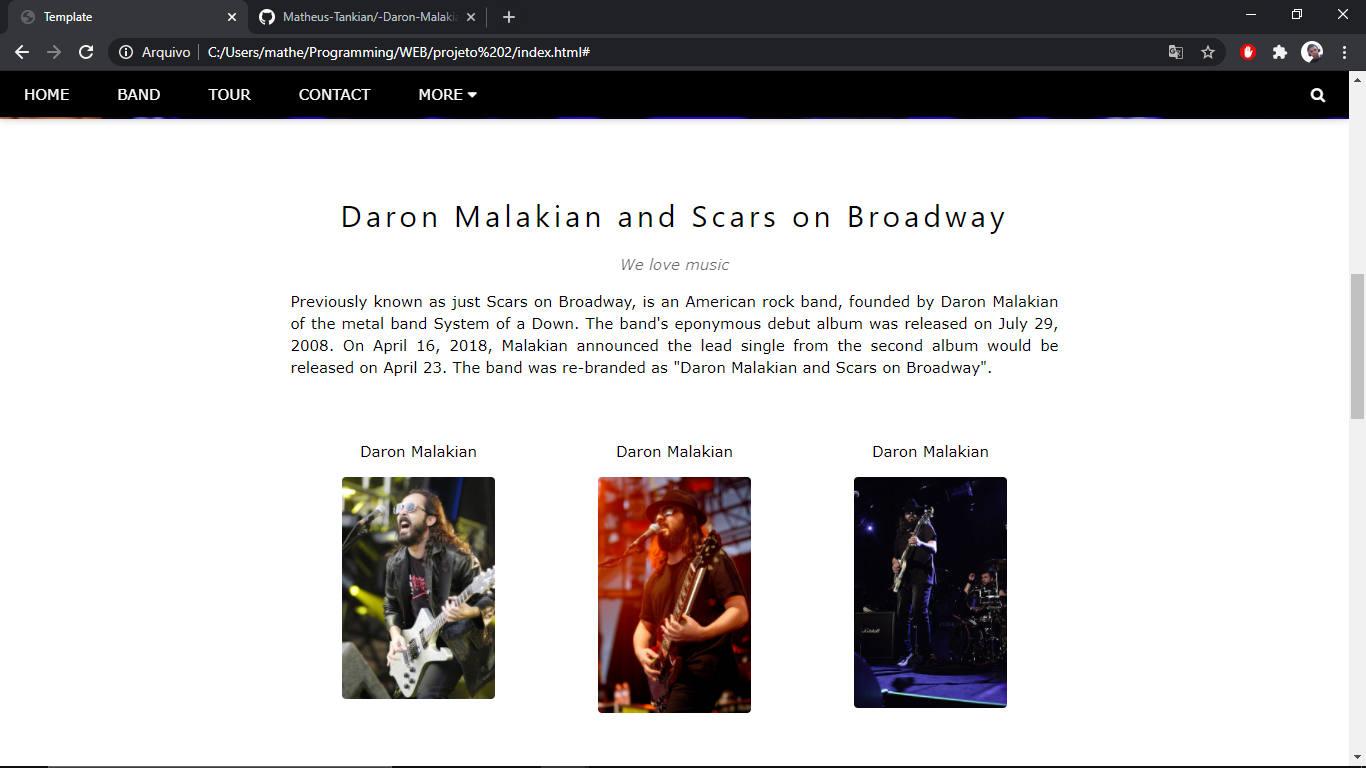 Template
Matheus-Tankian/-Daron-Malakia
Arquivo
C:/Users/mathe/Programming/WEB/projeto%202/index.html#
HOME
BAND
TOUR
CONTACT
MORE
Daron Malakian and Scars on Broadway
We love music
Previously known as just Scars on Broadway, is an American rock band, founded by Daron Malakian
of the metal band System of a Down. The band's eponymous debut album was released on July 29,
2008. On April 16, 2018, Malakian announced the lead single from the second album would be
released on April 23. The band was re-branded as "Daron Malakian and Scars on Broadway".
Daron Malakian
Daron Malakian
Daron Malakian
Marshall